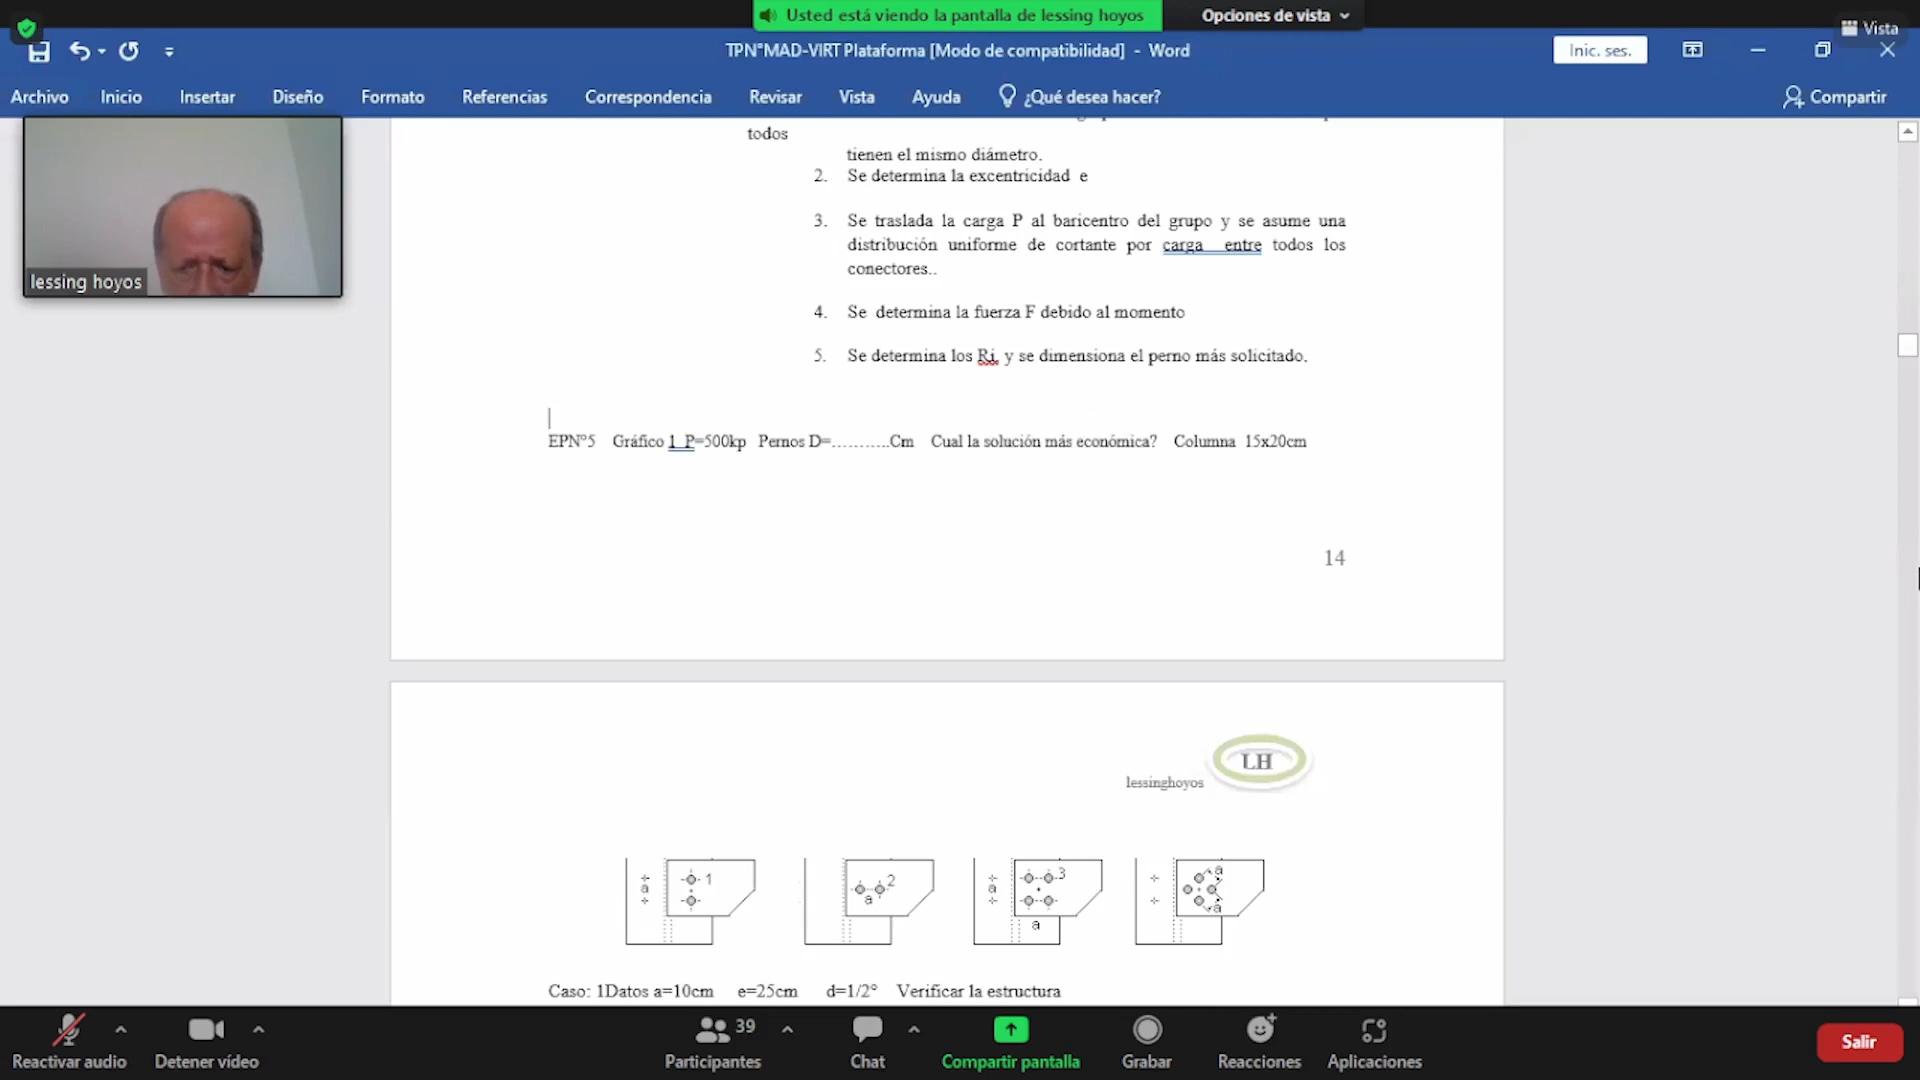 Usted está viendo la pantalla de lessing hoyos
Opciones de vista
Vista
TPN°MAD-VIRT Plataforma [Modo de compatibilidad] - Word
Inic. ses.
Archivo Inicio Insertar Diseño Formato Referencias Correspondencia Revisar Vista Ayuda ¿Qué desea hacer? Compartir
lessing hoyos
todos
tienen el mismo diámetro.
2. Se determina la excentricidad e
3. Se traslada la carga P al baricentro del grupo y se asume una
distribución uniforme de cortante por carga entre todos los
conectores..
4. Se determina la fuerza F debido al momento
5. Se determina los Ri, y se dimensiona el perno más solicitado.
EPN°5 Gráfico 1 P=500kp Pernos D=..........Cm Cual la solución más económica? Columna 15x20cm
14
LH
lessinghoyos
a 1 a 2 a 3 a a a
Caso: 1Datos a=10cm e=25cm d=1/2° Verificar la estructura
39
Reactivar audio Detener vídeo Participantes Chat Compartir pantalla Grabar Reacciones Aplicaciones Salir